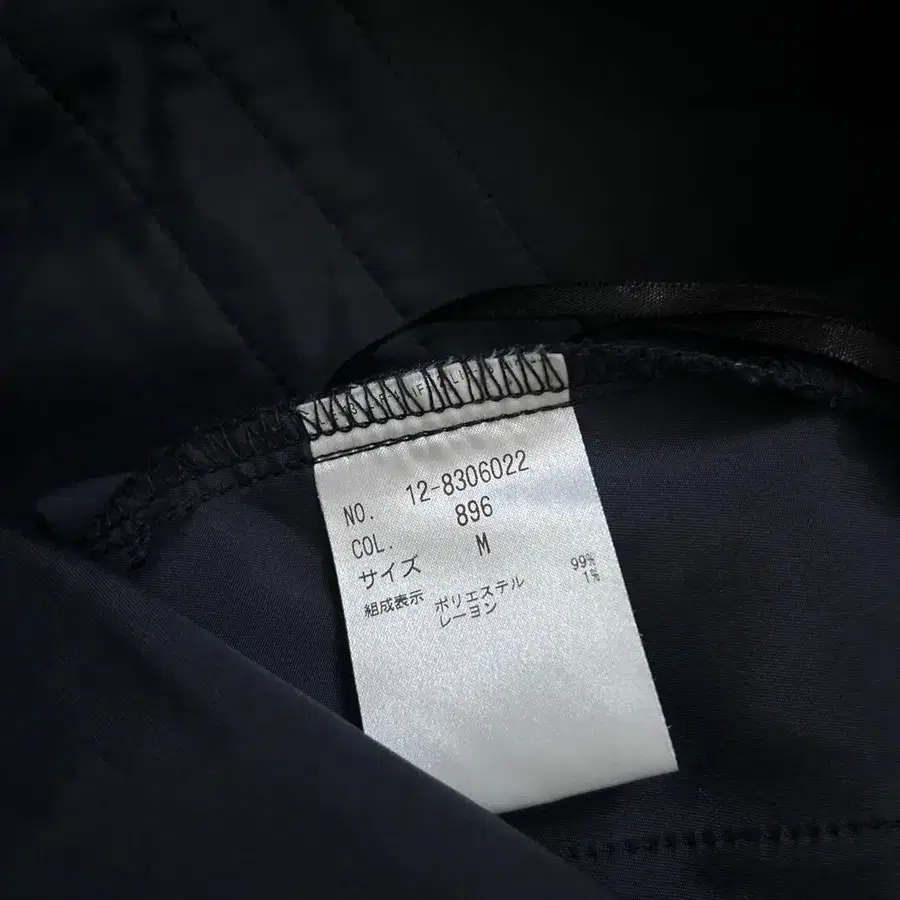 NO. 12-8306022
COL. 896
サイズ M
組成表示 ポリエステル 99%
レーヨン 1%